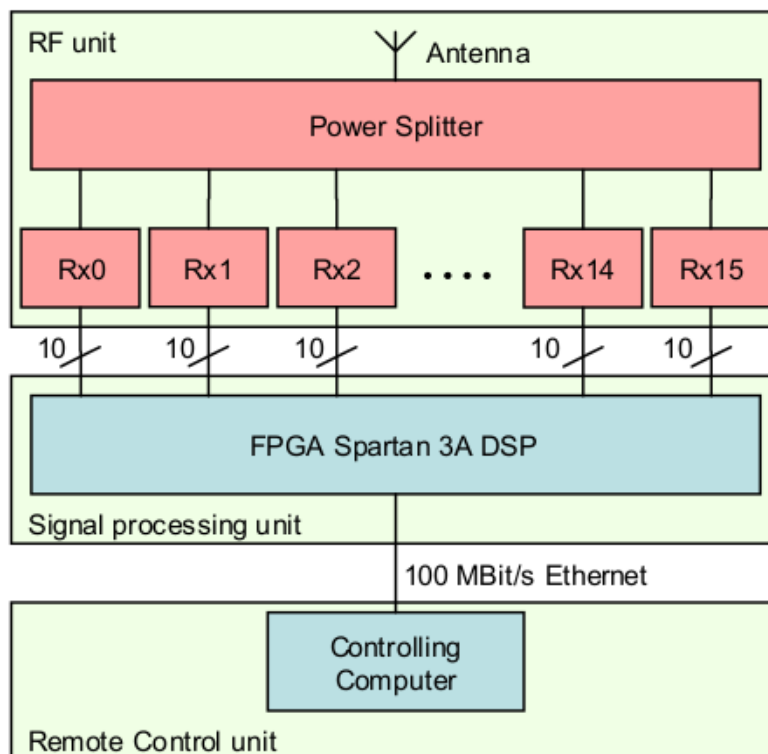 RF unit
Antenna
Power Splitter
Rx0 Rx1 Rx2 .... Rx14 Rx15
10 10 10 10 10
FPGA Spartan 3A DSP
Signal processing unit
100 MBit/s Ethernet
Controlling
Computer
Remote Control unit